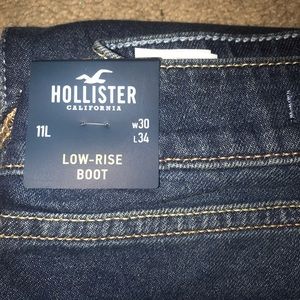 HOLLISTER
CALIFORNIA
11L
W30
L34
LOW-RISE
BOOT